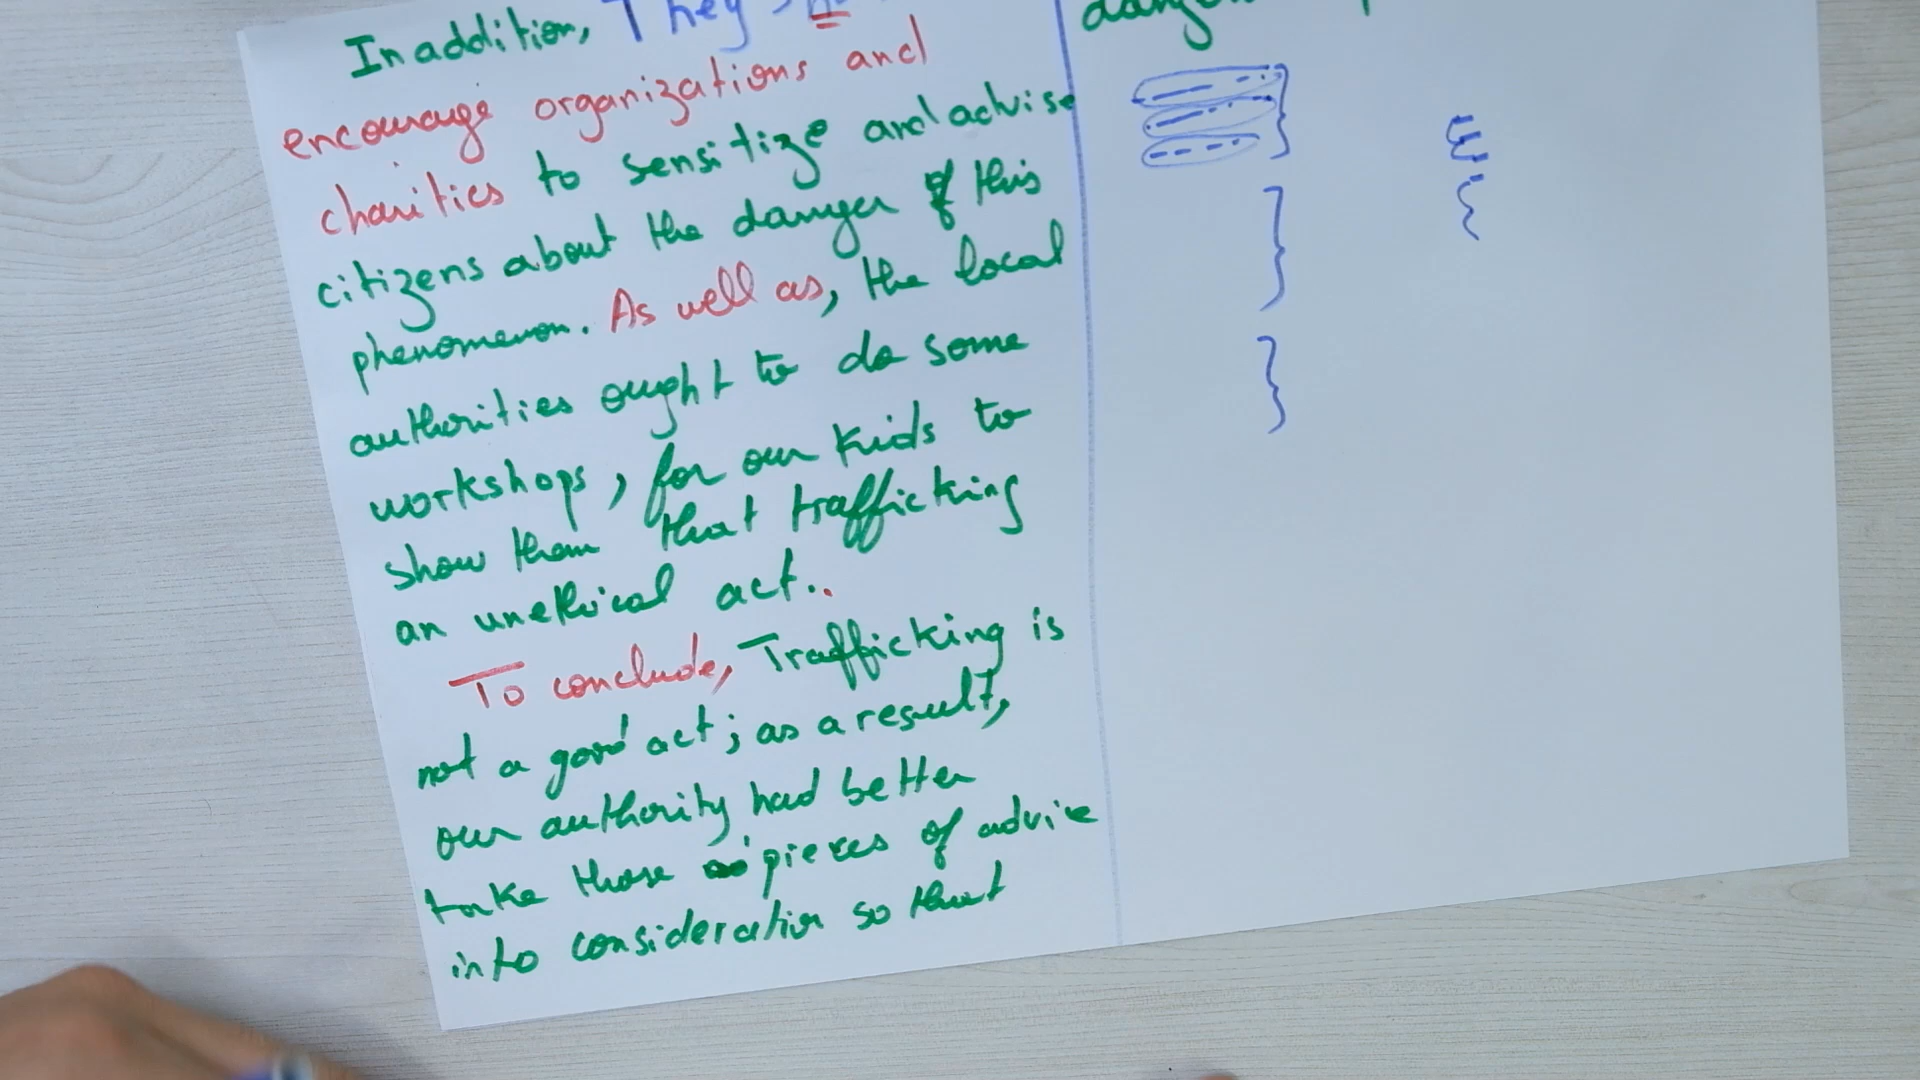 In addition, They
encourage organizations and
charities to sensitize and advise
citizens about the danger of this
phenomenon. As well as, the local
authorities ought to do some
workshops, for our kids to
show them that trafficking
an unethical act..
To conclude, Trafficking is
not a good act; as a result,
our authority had better
take those pieces of advice
into consideration so that